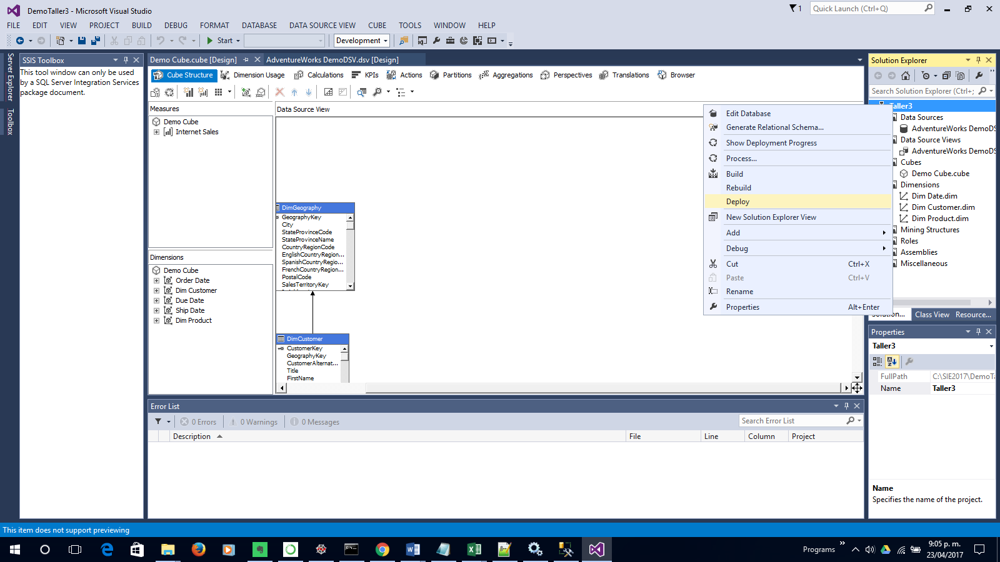 DemoTaller3 - Microsoft Visual Studio
1
Quick Launch (Ctrl+Q)
FILE EDIT VIEW PROJECT BUILD DEBUG FORMAT DATABASE DATA SOURCE VIEW CUBE TOOLS WINDOW HELP
Start Development
Server Explorer
Toolbox
SSIS Toolbox
This tool window can only be used
by a SQL Server Integration Services
package document.
Demo Cube.cube [Design] AdventureWorks DemoDSV.dsv [Design]
Cube Structure Dimension Usage Calculations KPIs Actions Partitions Aggregations Perspectives Translations Browser
Measures
Demo Cube
Internet Sales
Dimensions
Demo Cube
Order Date
Dim Customer
Due Date
Ship Date
Dim Product
Data Source View
DimGeography
GeographyKey
City
StateProvinceCode
StateProvinceName
CountryRegionCode
EnglishCountryRegion...
SpanishCountryRegio...
FrenchCountryRegion...
PostalCode
SalesTerritoryKey
DimCustomer
CustomerKey
GeographyKey
CustomerAlternat...
Title
FirstName
Edit Database
Generate Relational Schema...
Show Deployment Progress
Process...
Build
Rebuild
Deploy
New Solution Explorer View
Add
Debug
Cut Ctrl+X
Paste Ctrl+V
Rename
Properties Alt+Enter
Solution Explorer
Search Solution Explorer (Ctrl+;
Taller3
Data Sources
AdventureWorks DemoDS
Data Source Views
AdventureWorks DemoDS
Cubes
Demo Cube.cube
Dimensions
Dim Date.dim
Dim Customer.dim
Dim Product.dim
Mining Structures
Roles
Assemblies
Miscellaneous
Solution... Class View Resource...
Properties
Taller3
FullPath C:\SIE2017\DemoTa
Name Taller3
Name
Specifies the name of the project.
Error List
0 Errors 0 Warnings 0 Messages
Search Error List
Description File Line Column Project
This item does not support previewing
Programs
9:05 p. m.
23/04/2017